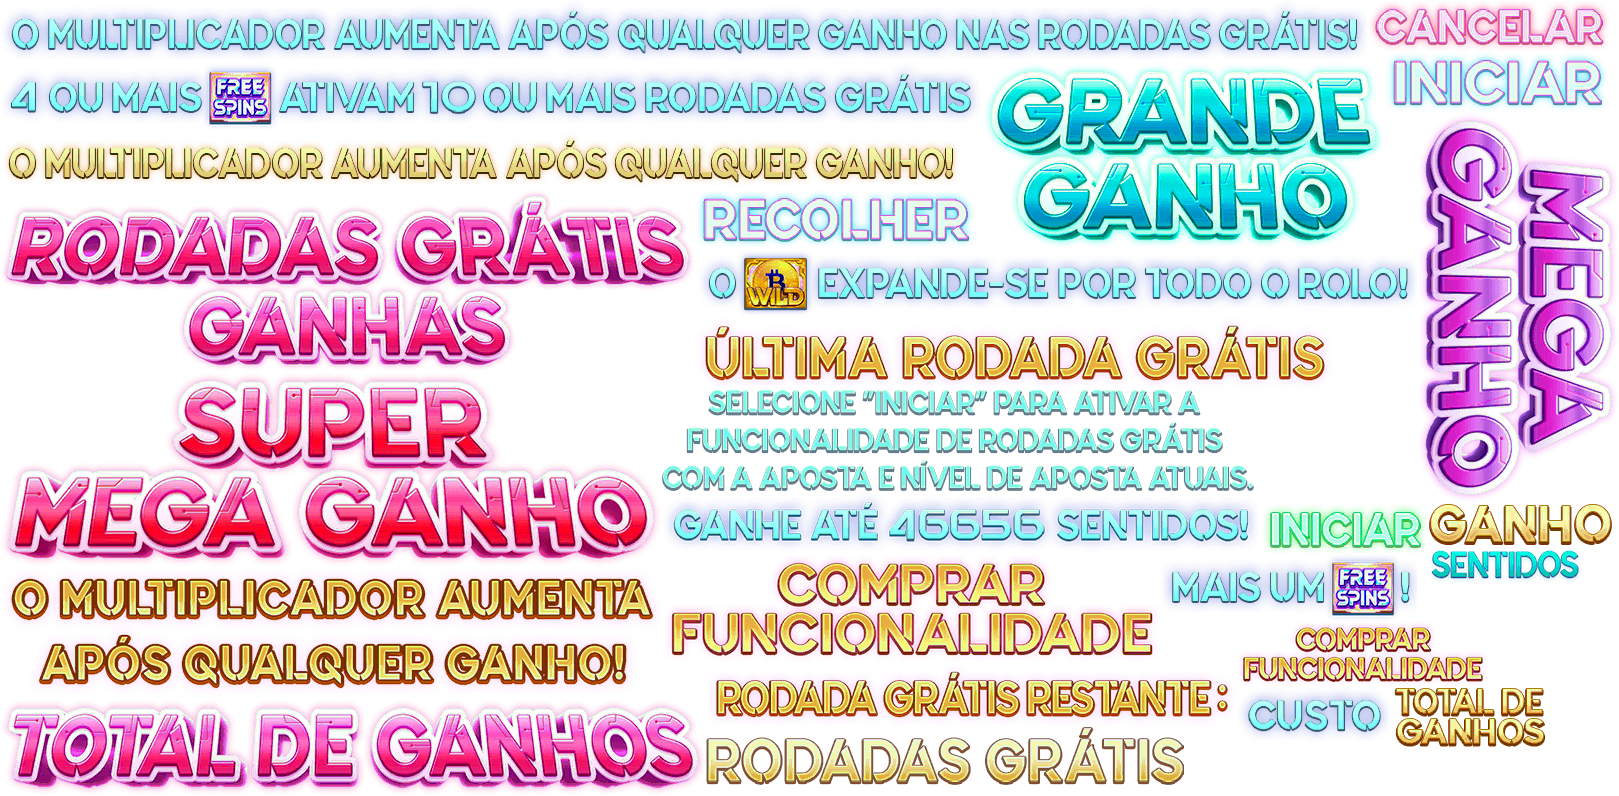 O MULTIPLICADOR AUMENTA APÓS QUALQUER GANHO NAS RODADAS GRÁTIS!
CANCELAR
4 OU MAIS FREE SPINS ATIVAM 10 OU MAIS RODADAS GRÁTIS
INICIAR
GRANDE
GANHO
O MULTIPLICADOR AUMENTA APÓS QUALQUER GANHO!
MEGA
GANHO
RODADAS GRÁTIS
RECOLHER
O WILD EXPANDE-SE POR TODO O ROLO!
GANHAS
ÚLTIMA RODADA GRÁTIS
SUPER
MEGA GANHO
SELECIONE "INICIAR" PARA ATIVAR A
FUNCIONALIDADE DE RODADAS GRÁTIS
COM A APOSTA E NÍVEL DE APOSTA ATUAIS.
GANHE ATÉ 46656 SENTIDOS!
INICIAR
GANHO
SENTIDOS
O MULTIPLICADOR AUMENTA
APÓS QUALQUER GANHO!
COMPRAR
FUNCIONALIDADE
MAIS UM FREE SPINS !
COMPRAR
FUNCIONALIDADE
RODADA GRÁTIS RESTANTE :
CUSTO
TOTAL DE
GANHOS
TOTAL DE GANHOS
RODADAS GRÁTIS